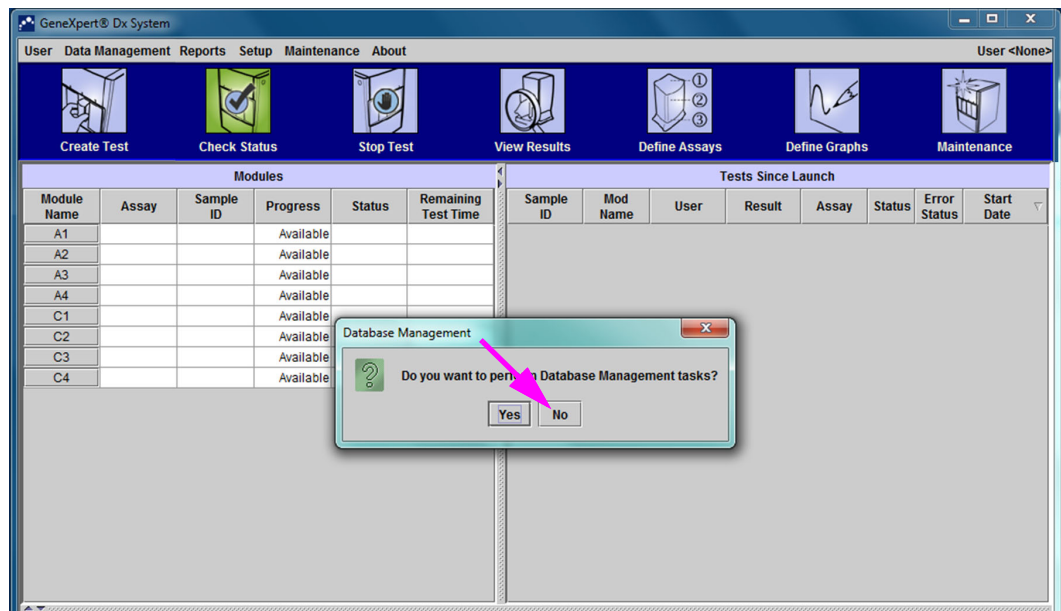 GeneXpert® Dx System
User Data Management Reports Setup Maintenance About User <None>
Create Test Check Status Stop Test View Results Define Assays Define Graphs Maintenance
Modules Tests Since Launch
Module Name Assay Sample ID Progress Status Remaining Test Time Sample ID Mod Name User Result Assay Status Error Status Start Date
A1 Available
A2 Available
A3 Available
A4 Available
C1 Available
C2 Available
C3 Available
C4 Available
Database Management
Do you want to perform Database Management tasks?
Yes No